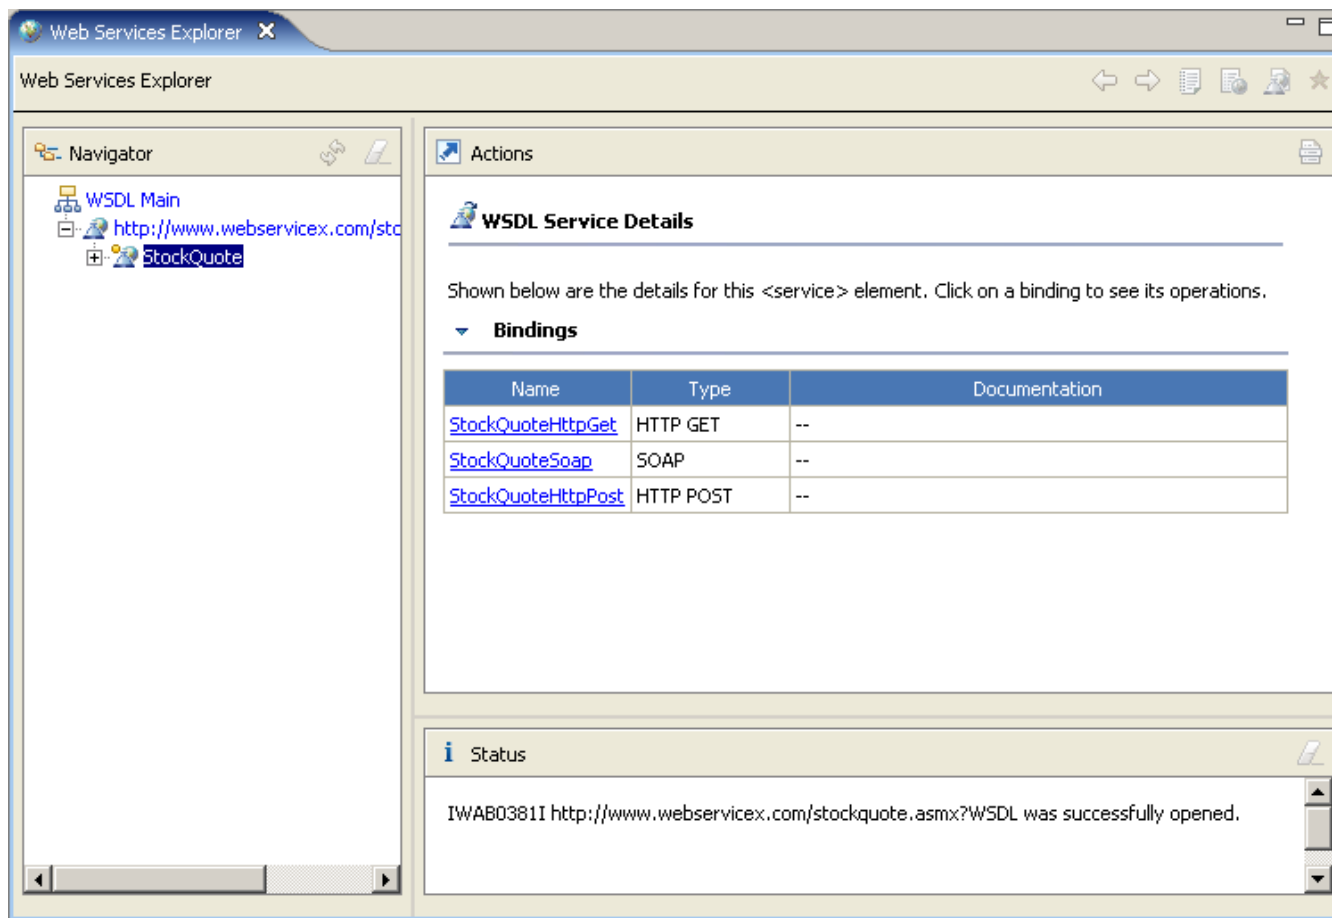 Web Services Explorer
Web Services Explorer
Navigator
WSDL Main
http://www.webservicex.com/sto
StockQuote
Actions
WSDL Service Details
Shown below are the details for this <service> element. Click on a binding to see its operations.
Bindings
Name Type Documentation
StockQuoteHttpGet HTTP GET --
StockQuoteSoap SOAP --
StockQuoteHttpPost HTTP POST --
Status
IWAB0381I http://www.webservicex.com/stockquote.asmx?WSDL was successfully opened.